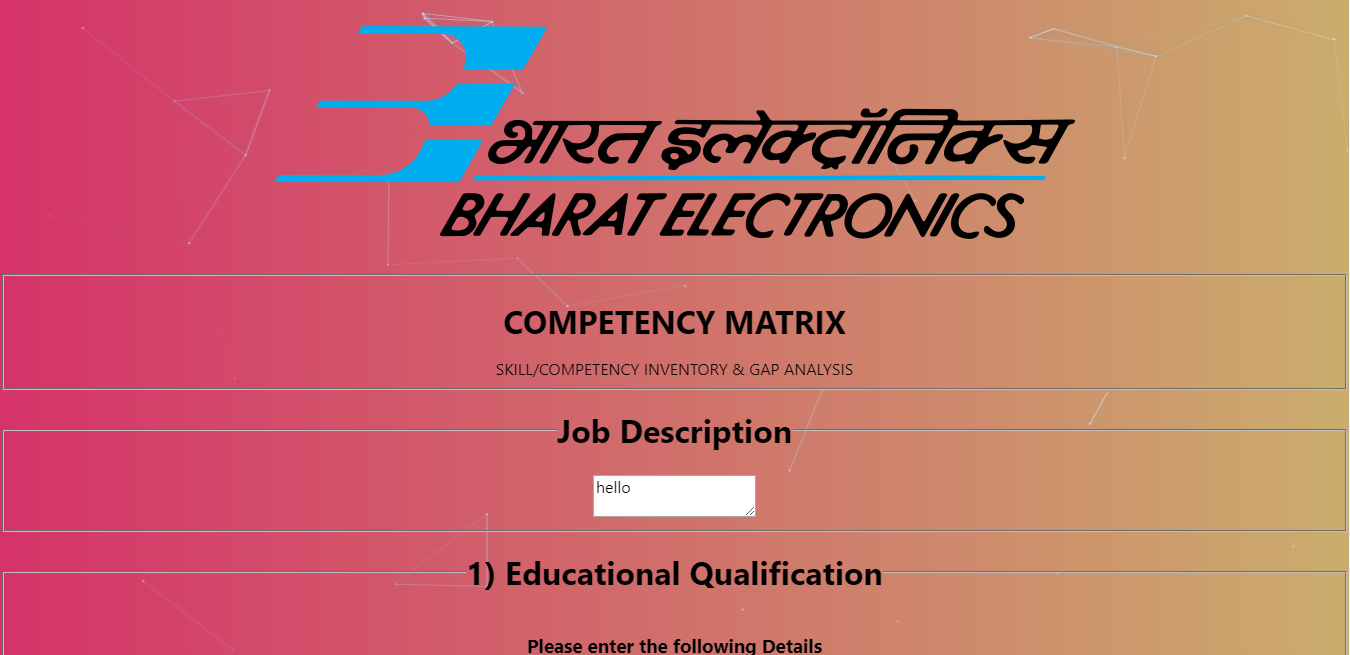 भारत इलेक्ट्रॉनिक्स
BHARAT ELECTRONICS
COMPETENCY MATRIX
SKILL/COMPETENCY INVENTORY & GAP ANALYSIS
Job Description
hello
1) Educational Qualification
Please enter the following Details